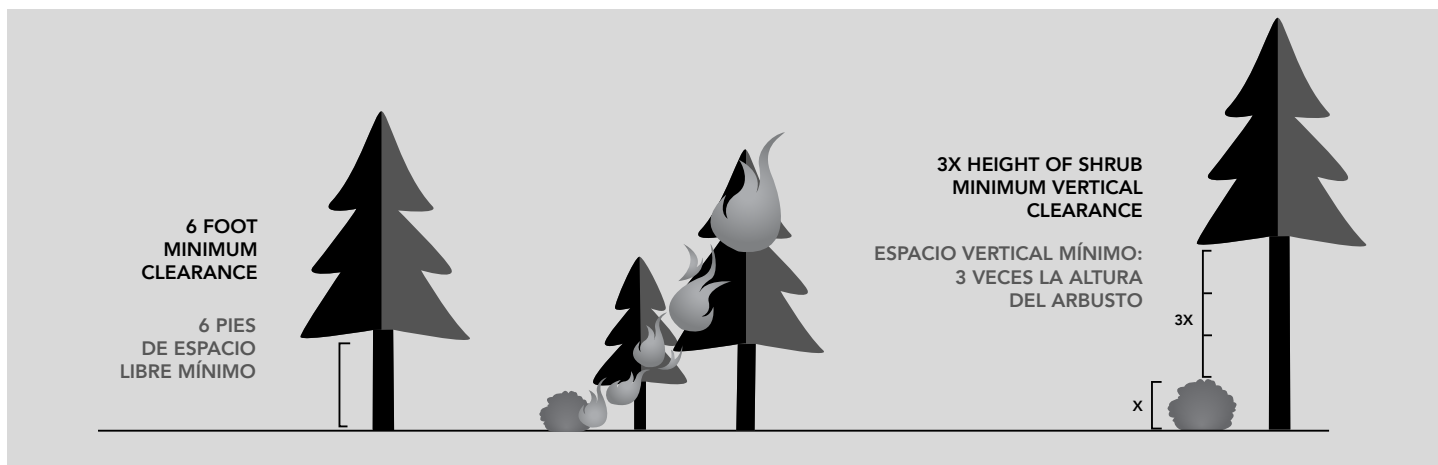 6 FOOT
MINIMUM
CLEARANCE
6 PIES
DE ESPACIO
LIBRE MÍNIMO
3X HEIGHT OF SHRUB
MINIMUM VERTICAL
CLEARANCE
ESPACIO VERTICAL MÍNIMO:
3 VECES LA ALTURA
DEL ARBUSTO
3X
X